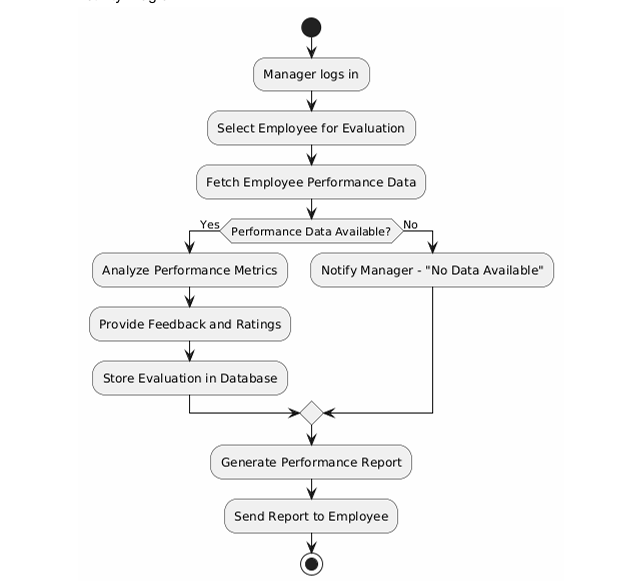 Manager logs in
Select Employee for Evaluation
Fetch Employee Performance Data
Yes
Performance Data Available?
No
Analyze Performance Metrics
Notify Manager - "No Data Available"
Provide Feedback and Ratings
Store Evaluation in Database
Generate Performance Report
Send Report to Employee